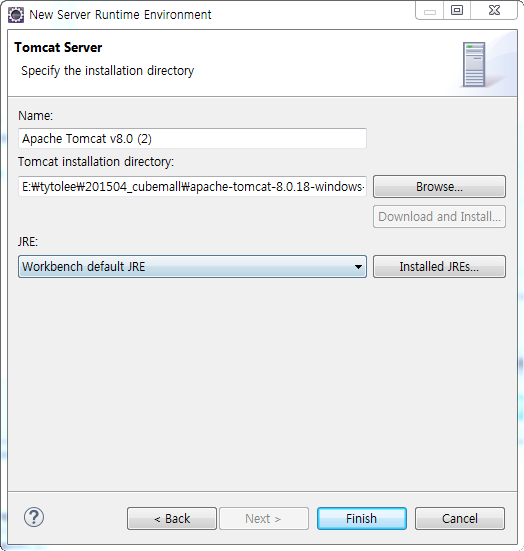 New Server Runtime Environment
Tomcat Server
Specify the installation directory
Name:
Apache Tomcat v8.0 (2)
Tomcat installation directory:
E:₩tytolee₩201504_cubemall₩apache-tomcat-8.0.18-windows- Browse...
Download and Install...
JRE:
Workbench default JRE Installed JREs...
? < Back Next > Finish Cancel